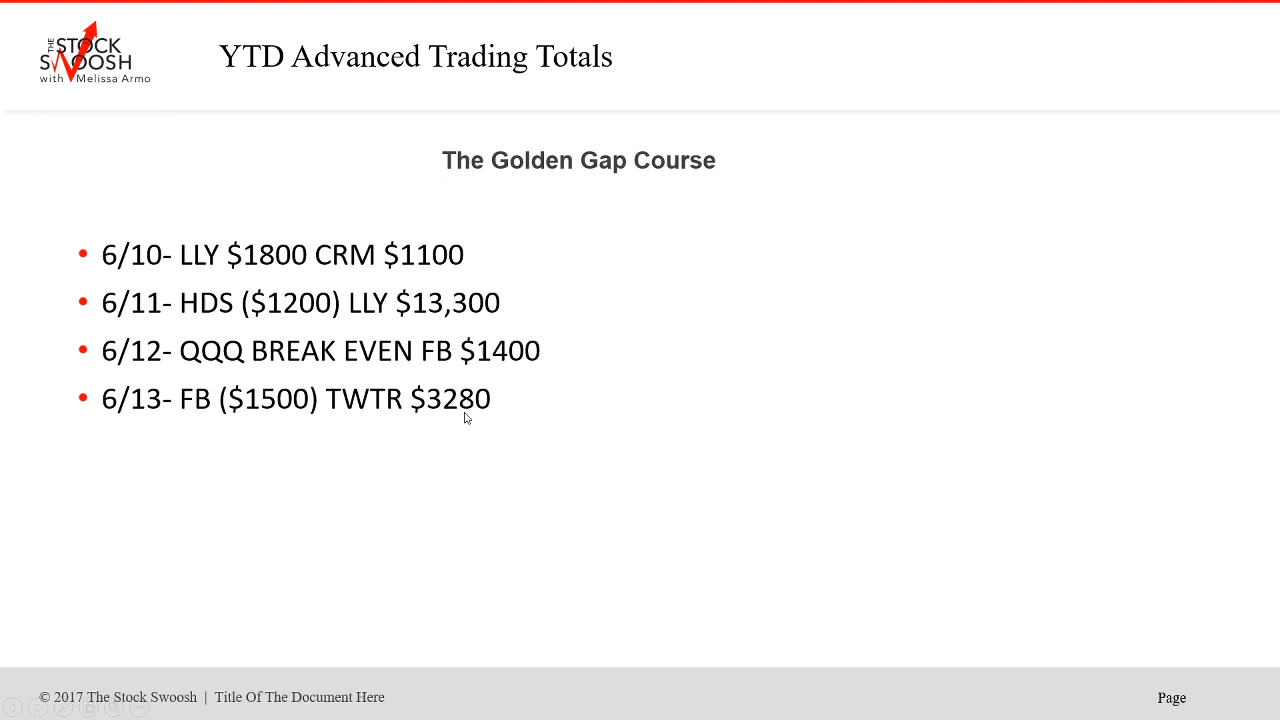 THE
STOCK
SWOOSH
with Melissa Armo
YTD Advanced Trading Totals
The Golden Gap Course
• 6/10- LLY $1800 CRM $1100
• 6/11- HDS ($1200) LLY $13,300
• 6/12- QQQ BREAK EVEN FB $1400
• 6/13- FB ($1500) TWTR $3280
© 2017 The Stock Swoosh | Title Of The Document Here
Page